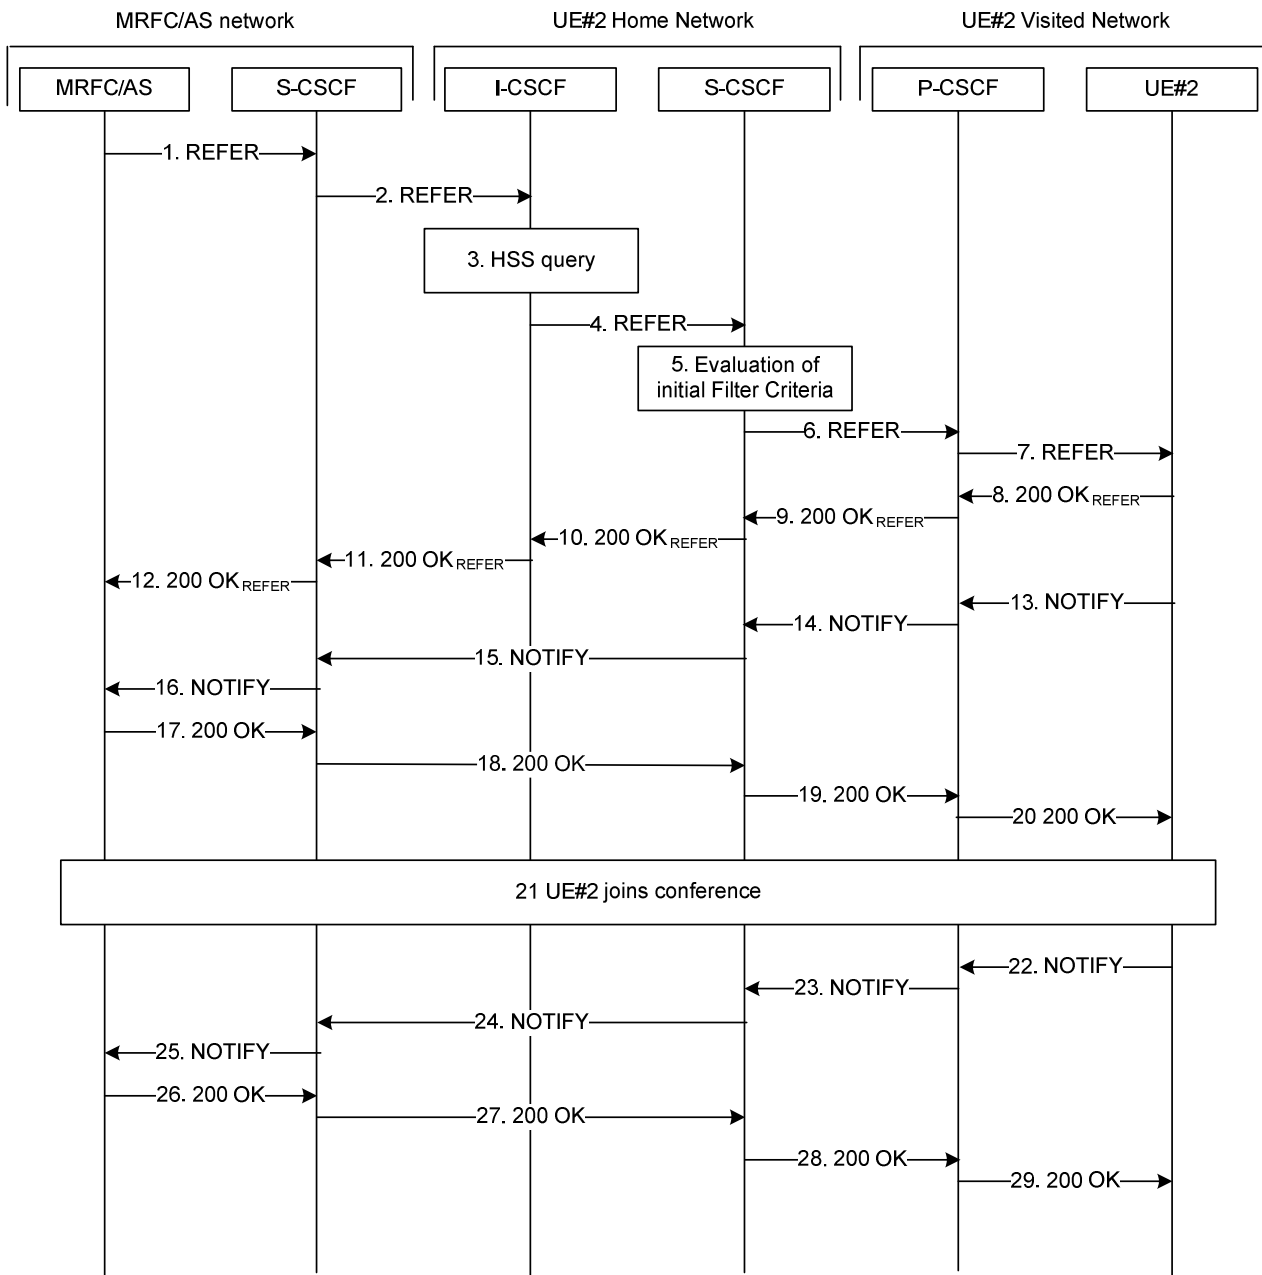 MRFC/AS network
UE#2 Home Network
UE#2 Visited Network
MRFC/AS
S-CSCF
I-CSCF
S-CSCF
P-CSCF
UE#2
1. REFER
2. REFER
3. HSS query
4. REFER
5. Evaluation of
initial Filter Criteria
6. REFER
7. REFER
8. 200 OK REFER
9. 200 OK REFER
10. 200 OK REFER
11. 200 OK REFER
12. 200 OK REFER
13. NOTIFY
14. NOTIFY
15. NOTIFY
16. NOTIFY
17. 200 OK
18. 200 OK
19. 200 OK
20 200 OK
21 UE#2 joins conference
22. NOTIFY
23. NOTIFY
24. NOTIFY
25. NOTIFY
26. 200 OK
27. 200 OK
28. 200 OK
29. 200 OK